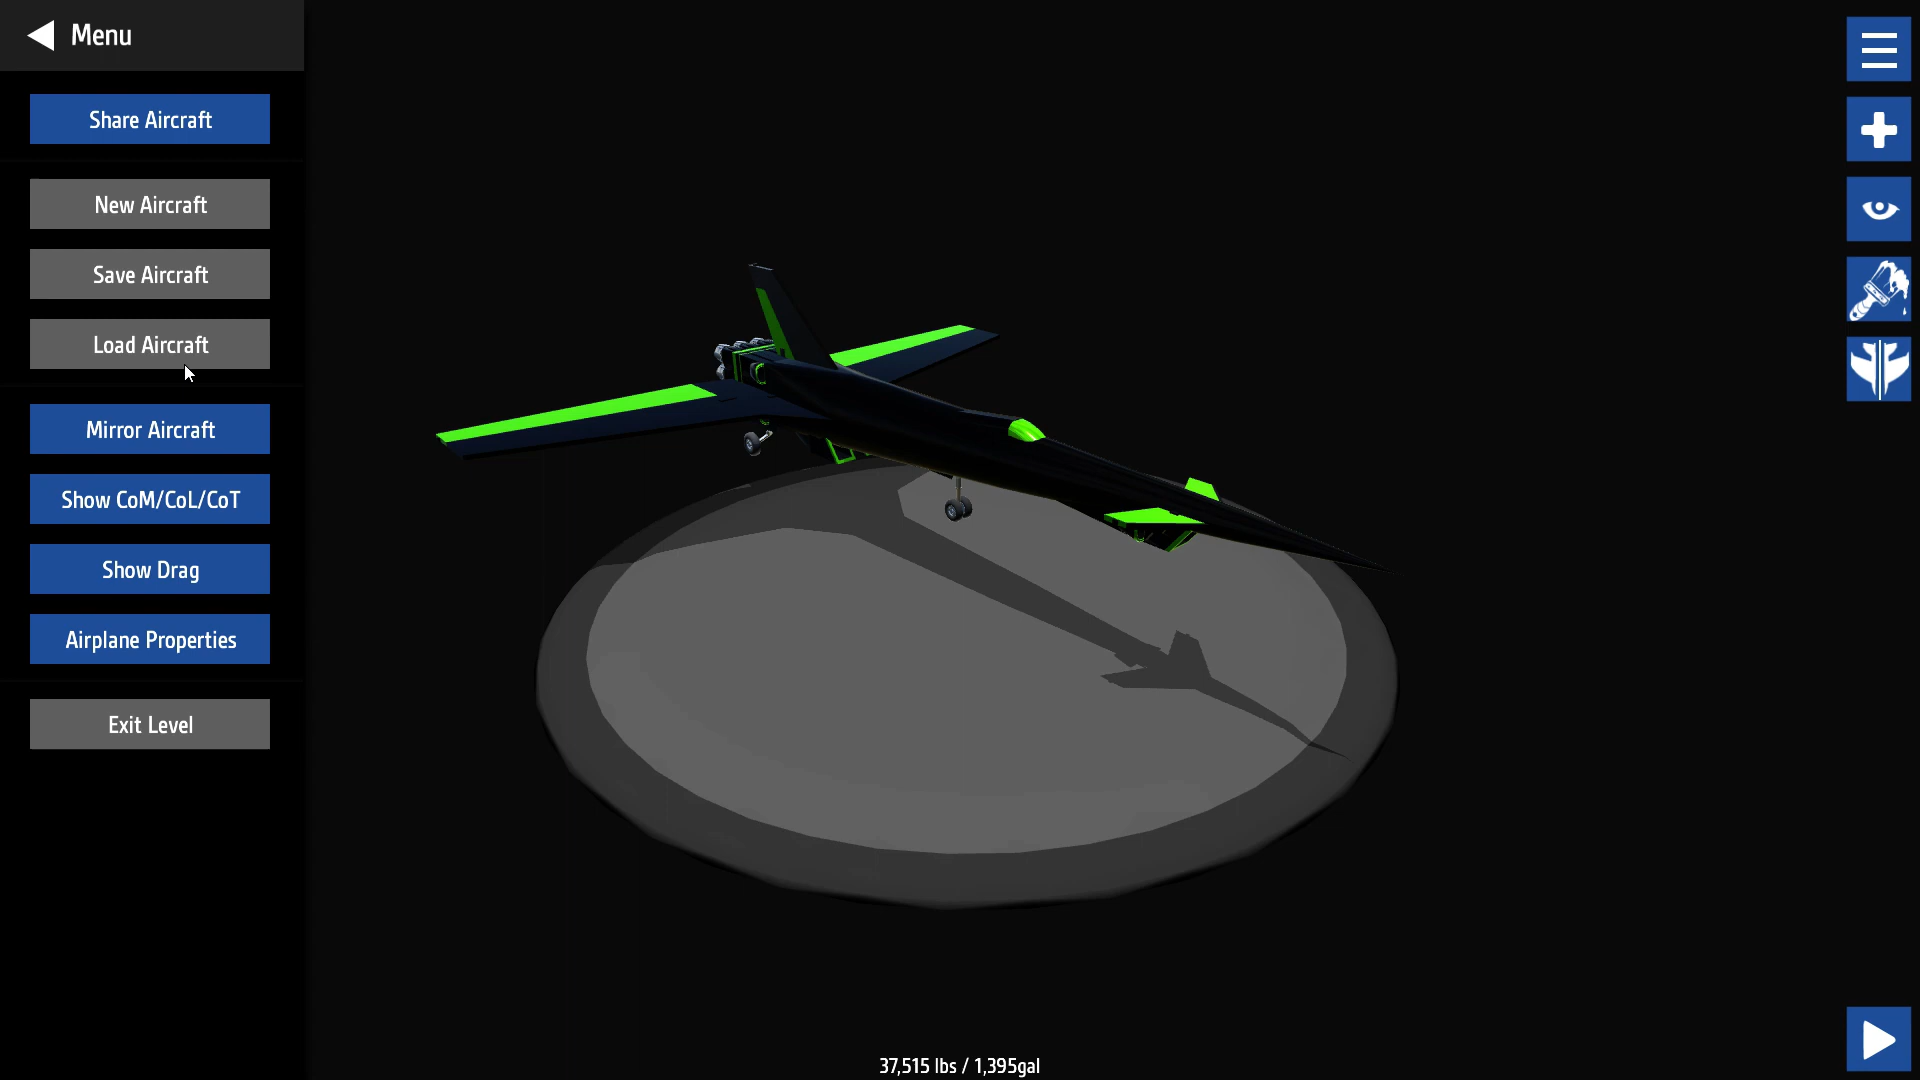 Menu
Share Aircraft
New Aircraft
Save Aircraft
Load Aircraft
Mirror Aircraft
Show CoM/CoL/CoT
Show Drag
Airplane Properties
Exit Level
37,515 lbs / 1,395gal